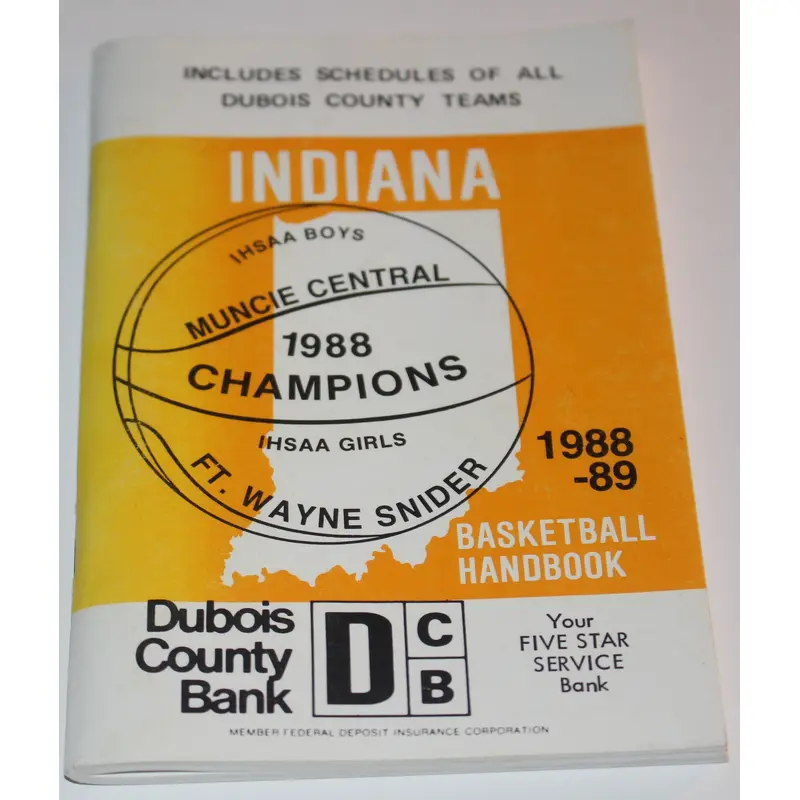 INCLUDES SCHEDULES OF ALL
DUBOIS COUNTY TEAMS
INDIANA
IHSAA BOYS
MUNCIE CENTRAL
1988
CHAMPIONS
IHSAA GIRLS
FT. WAYNE SNIDER
1988
-89
BASKETBALL
HANDBOOK
Dubois
County
Bank
D C B
Your
FIVE STAR
SERVICE
Bank
MEMBER FEDERAL DEPOSIT INSURANCE CORPORATION